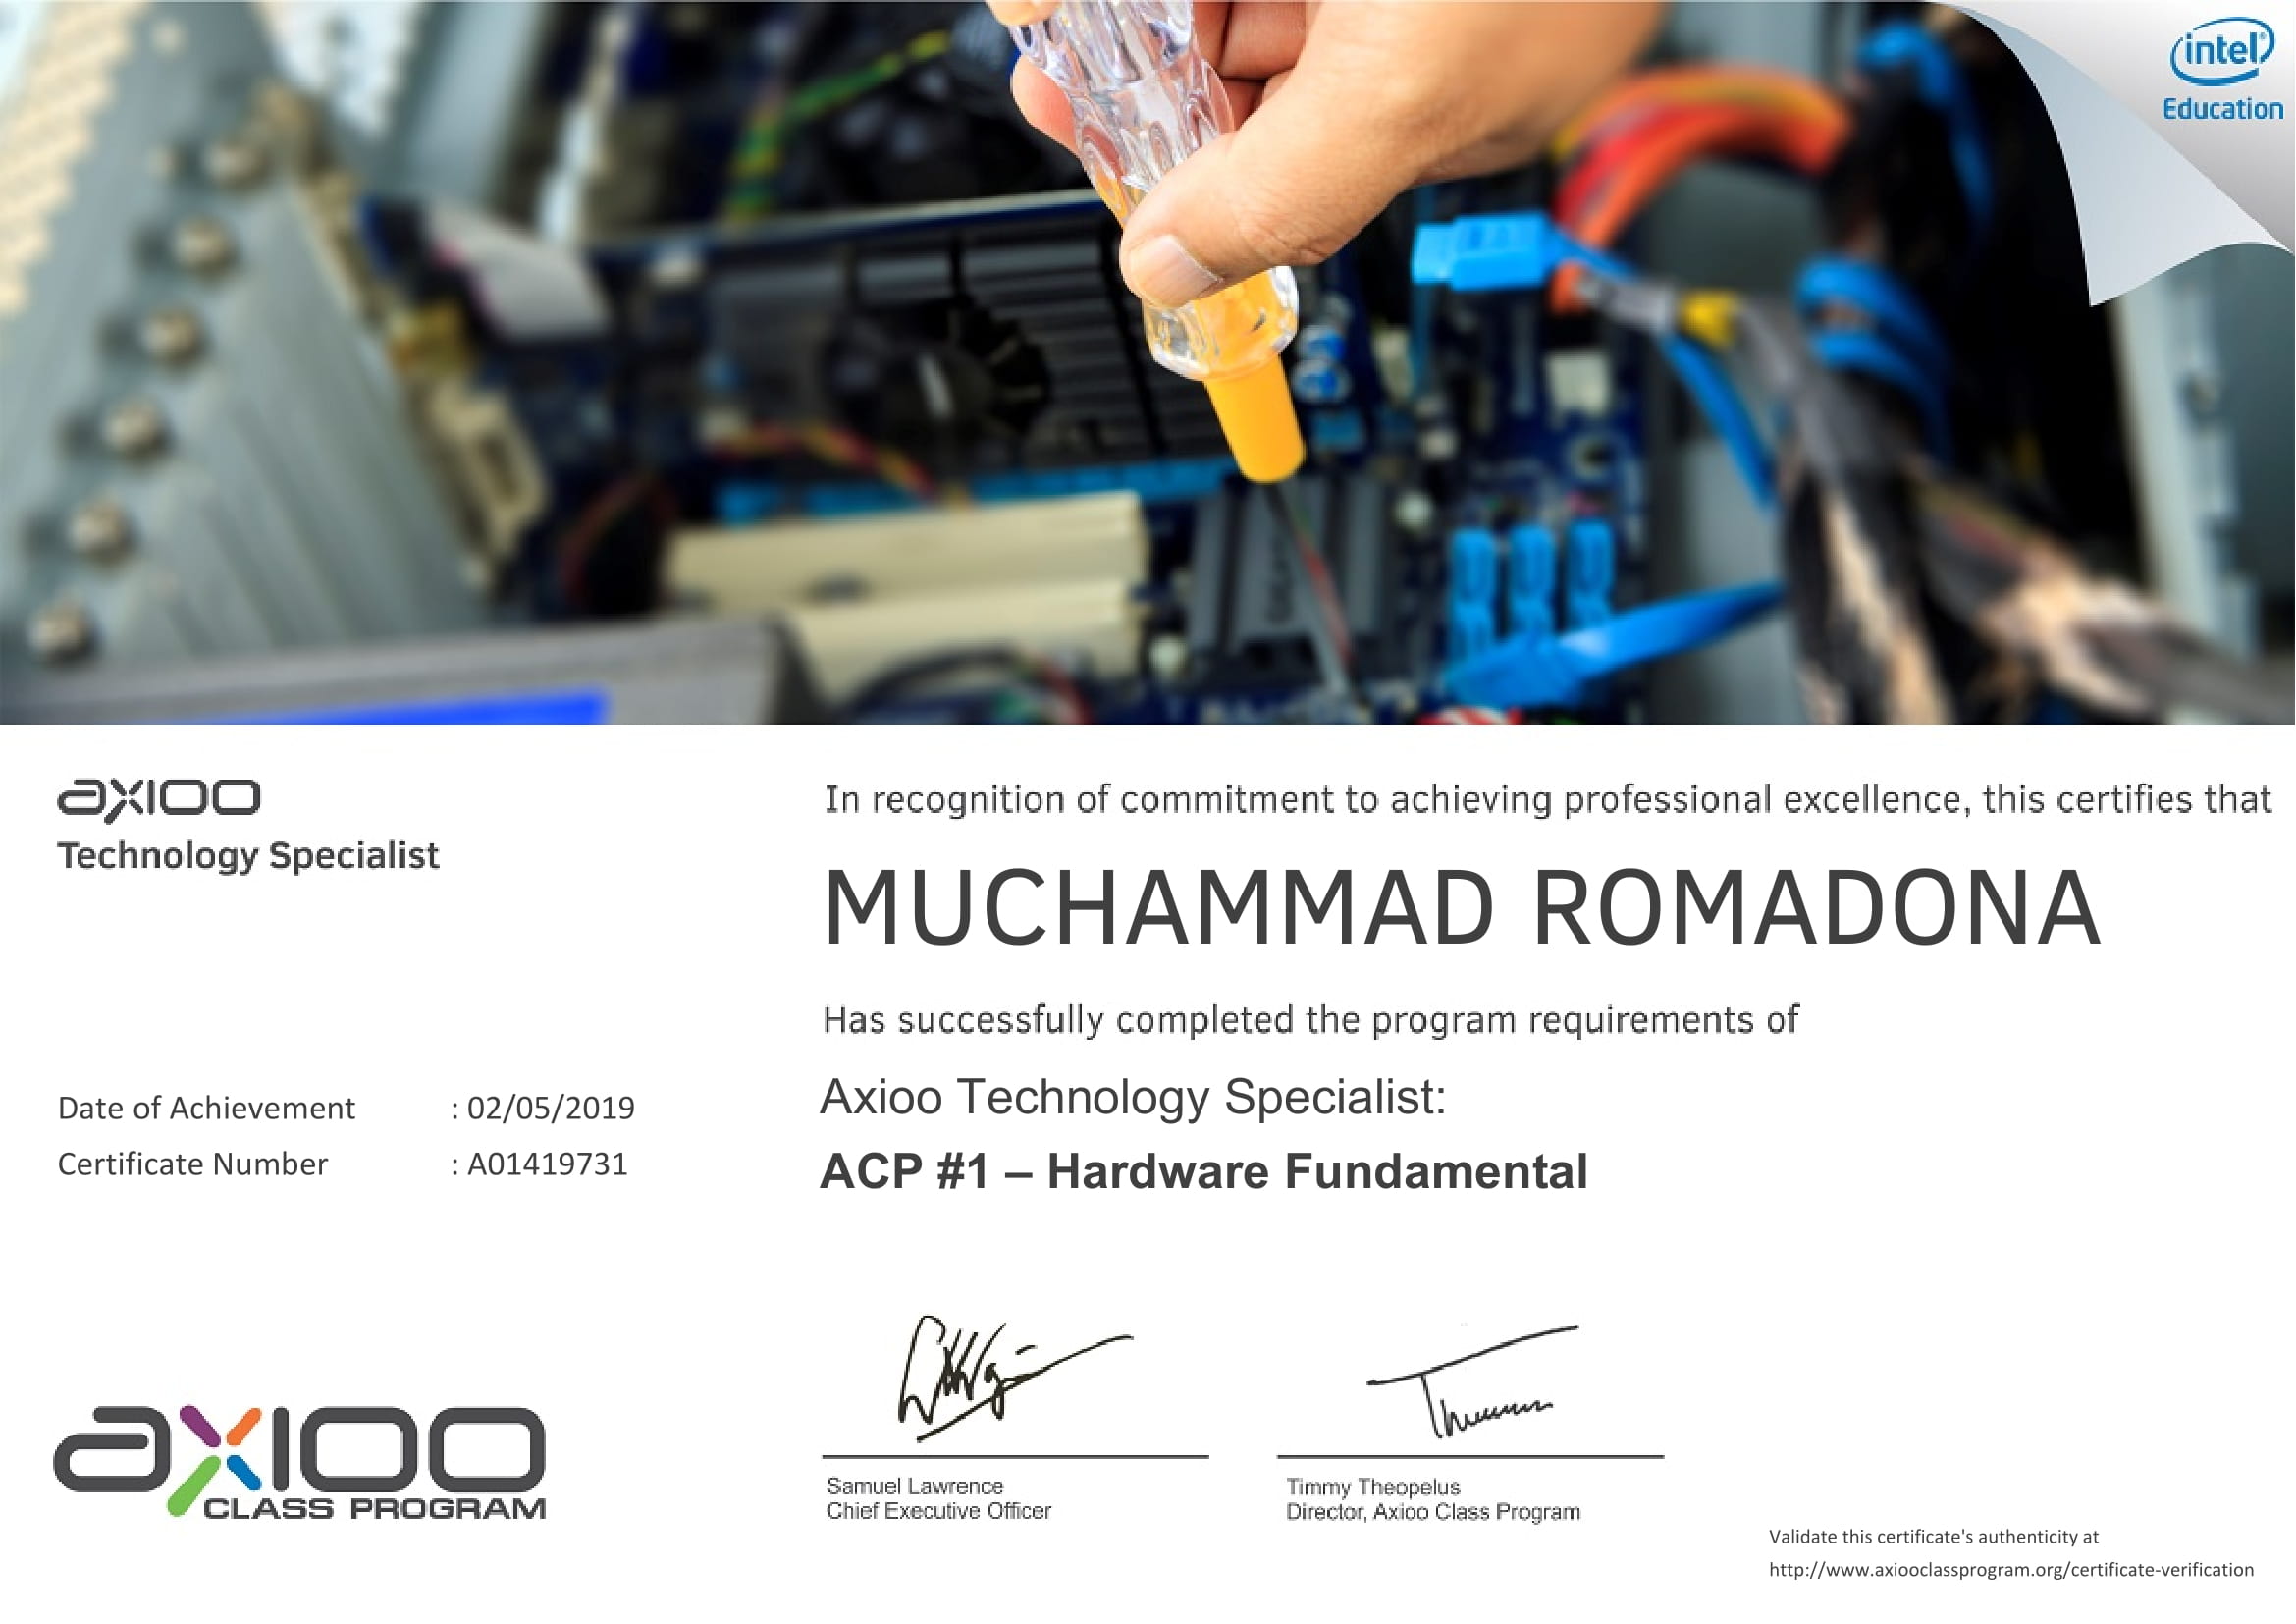 intel
Education
axioo
Technology Specialist
In recognition of commitment to achieving professional excellence, this certifies that
MUCHAMMAD ROMADONA
Has successfully completed the program requirements of
Date of Achievement : 02/05/2019
Certificate Number : A01419731
Axioo Technology Specialist:
ACP #1 – Hardware Fundamental
axioo
CLASS PROGRAM
Samuel Lawrence
Chief Executive Officer
Timmy Theopelus
Director, Axioo Class Program
Validate this certificate's authenticity at
http://www.axiooclassprogram.org/certificate-verification